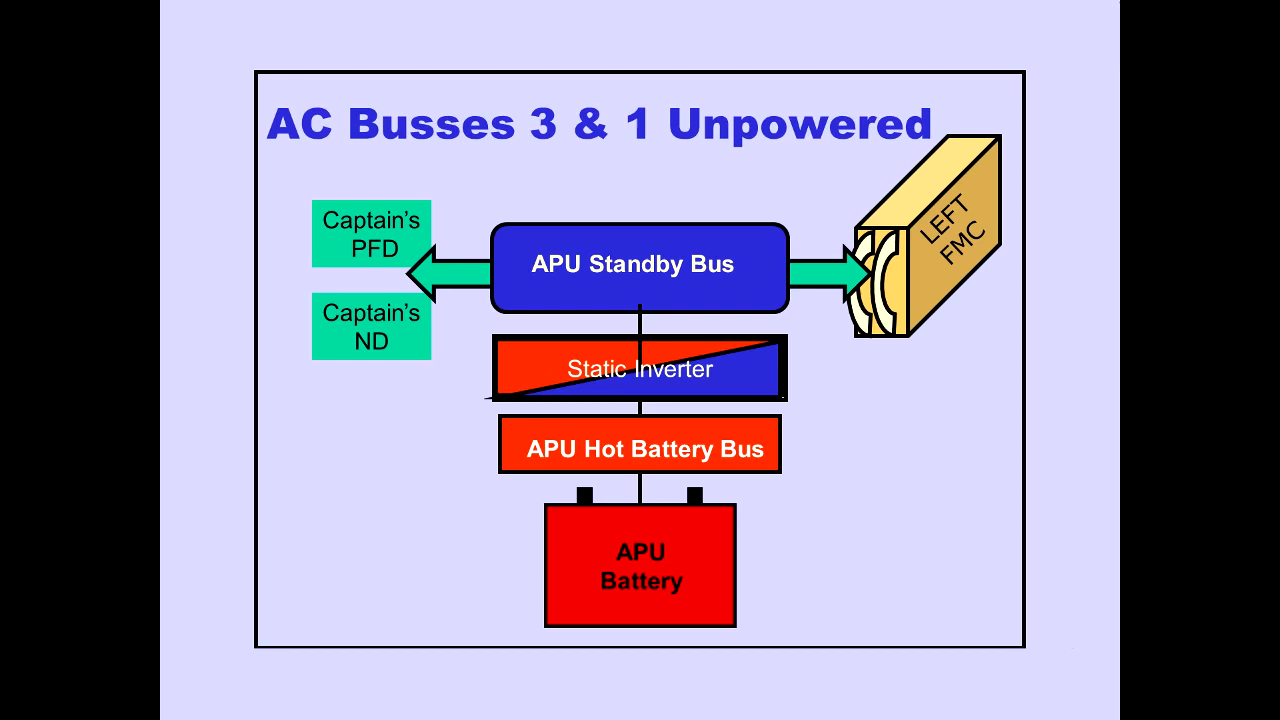 AC Busses 3 & 1 Unpowered
Captain's
PFD
Captain's
ND
APU Standby Bus
LEFT
FMC
Static Inverter
APU Hot Battery Bus
APU
Battery